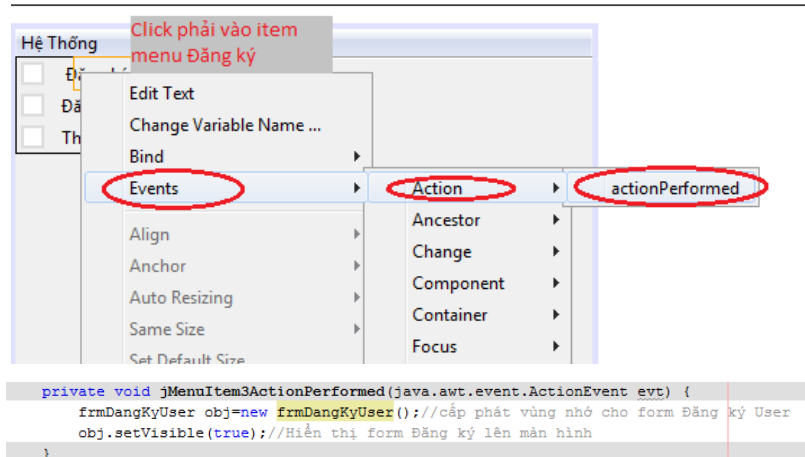 Click phải vào item
menu Đăng ký
Hệ Thống
Edit Text
Change Variable Name ...
Bind
Events
Action
actionPerformed
Ancestor
Align
Change
Anchor
Component
Auto Resizing
Container
Same Size
Focus
Set Default Size
private void jMenuItem3ActionPerformed(java.awt.event.ActionEvent evt) {
frmDangKyUser obj=new frmDangKyUser();//cấp phát vùng nhớ cho form Đăng ký User
obj.setVisible(true);//Hiển thị form Đăng ký lên màn hình
}